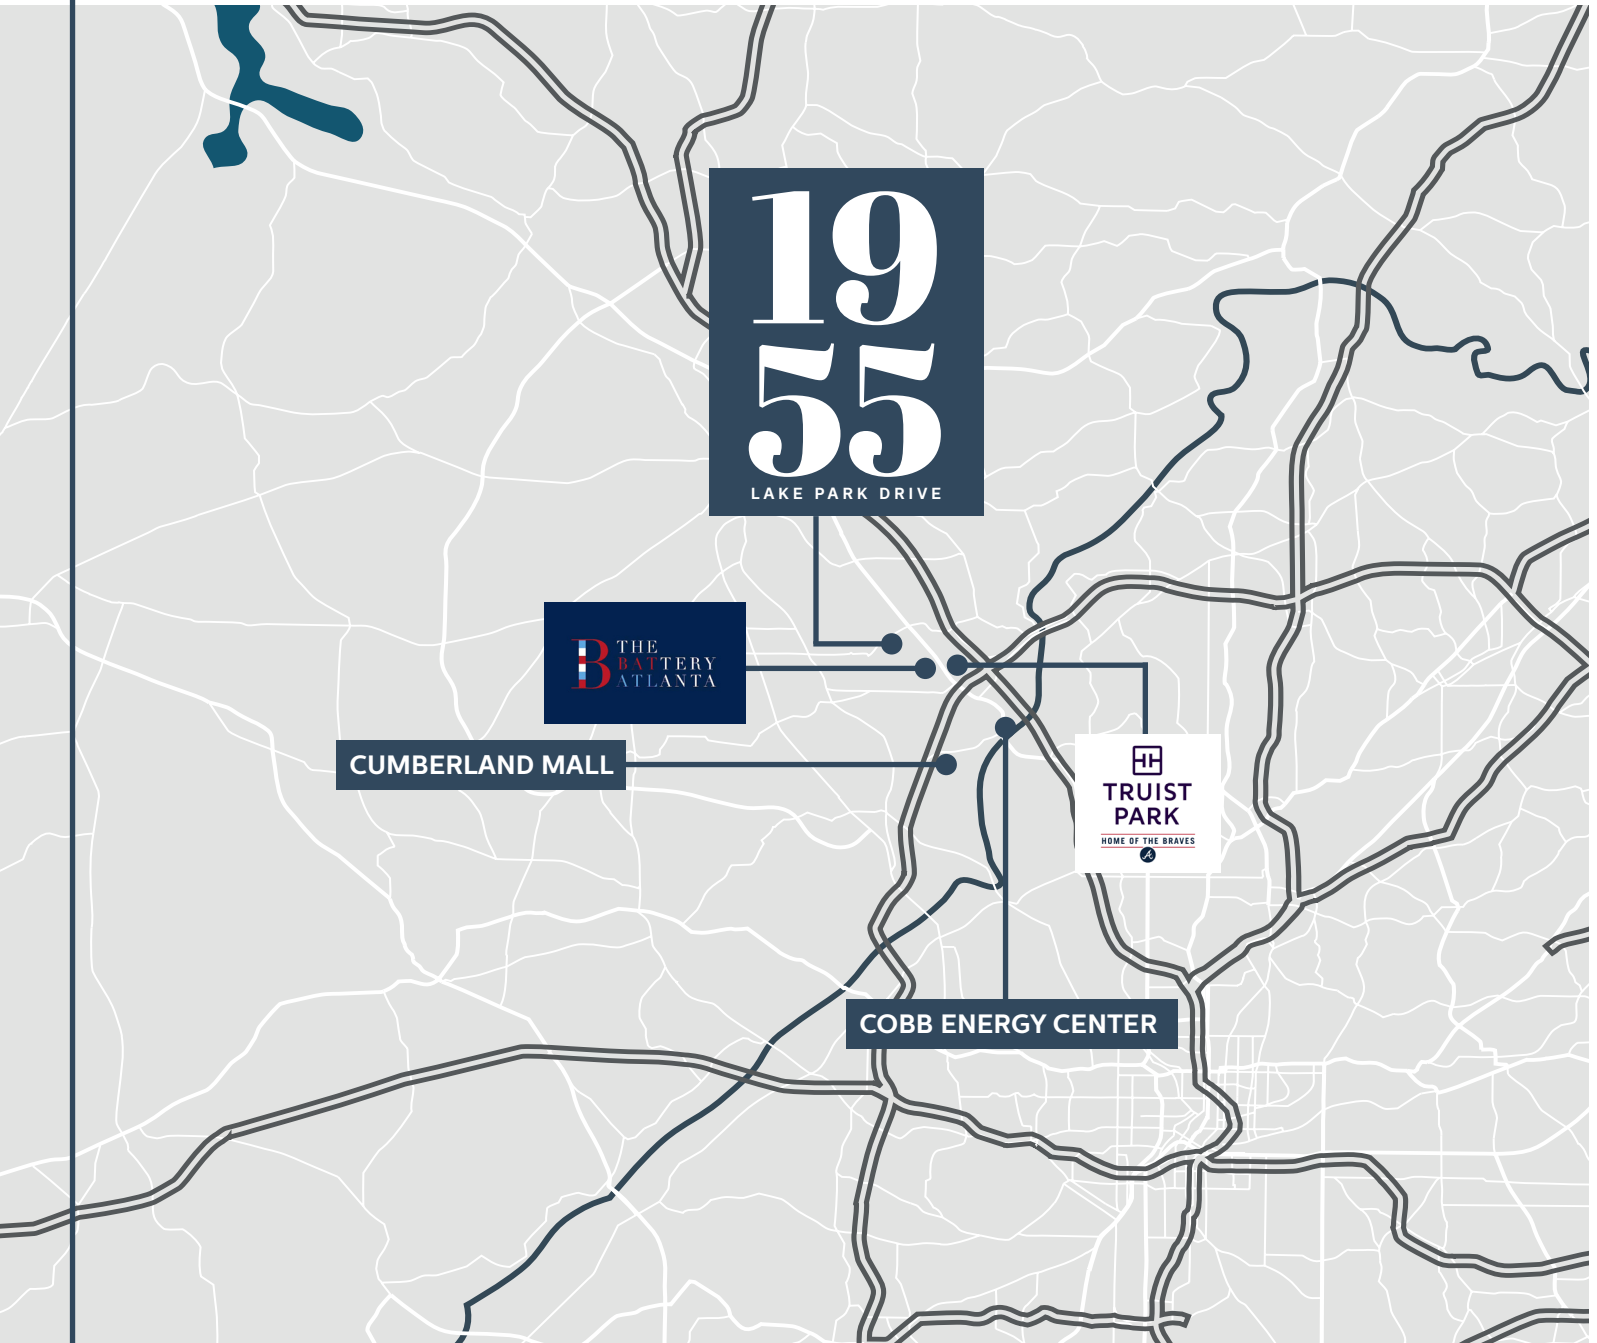 19
55
LAKE PARK DRIVE
B THE
BATTERY
ATLANTA
CUMBERLAND MALL
TRUIST
PARK
HOME OF THE BRAVES
A
COBB ENERGY CENTER